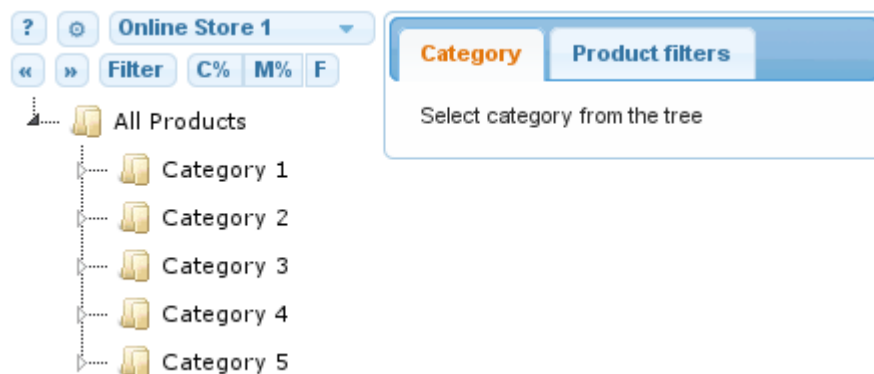 ? Online Store 1
« » Filter C% M% F
All Products
Category 1
Category 2
Category 3
Category 4
Category 5
Category Product filters
Select category from the tree